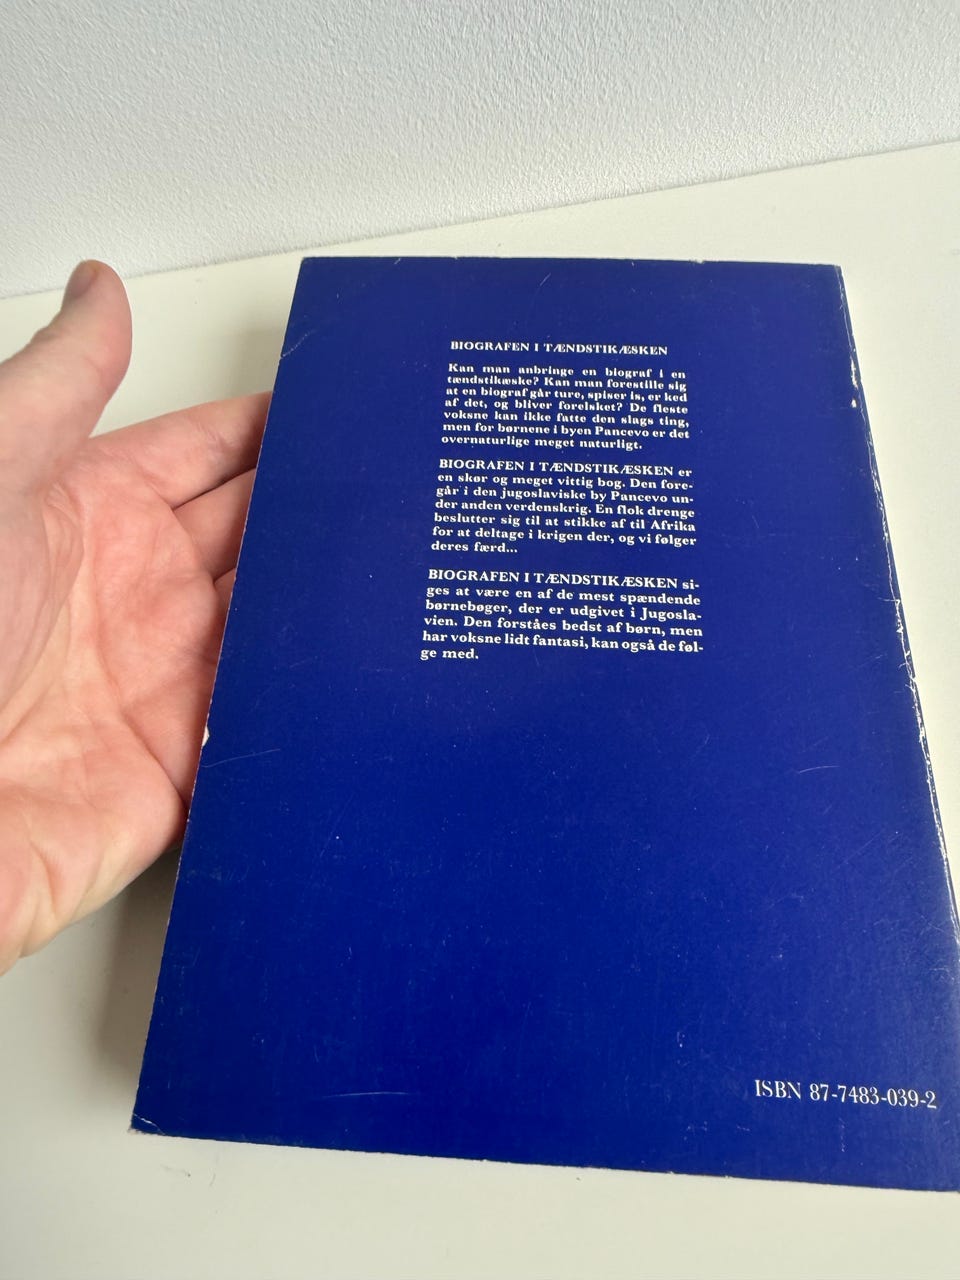 BIOGRAFEN I TÆNDSTIKÆSKEN
Kan man anbringe en biograf i en
tændstikæske? Kan man forestille sig
at en biograf går ture, spiser is, er ked
af det, og bliver forelsket? De fleste
voksne kan ikke fatte den slags ting,
men for børnene i byen Pancevo er det
overnaturlige meget naturligt.
BIOGRAFEN I TÆNDSTIKÆSKEN er
en skør og meget vittig bog. Den fore-
går i den jugoslaviske by Pancevo un-
der anden verdenskrig. En flok drenge
beslutter sig til at stikke af til Afrika
for at deltage i krigen der, og vi følger
deres færd...
BIOGRAFEN I TÆNDSTIKÆSKEN si-
ges at være en af de mest spændende
børnebøger, der er udgivet i Jugosla-
vien. Den forståes bedst af børn, men
har voksne lidt fantasi, kan også de føl-
ge med.
ISBN 87-7483-039-2